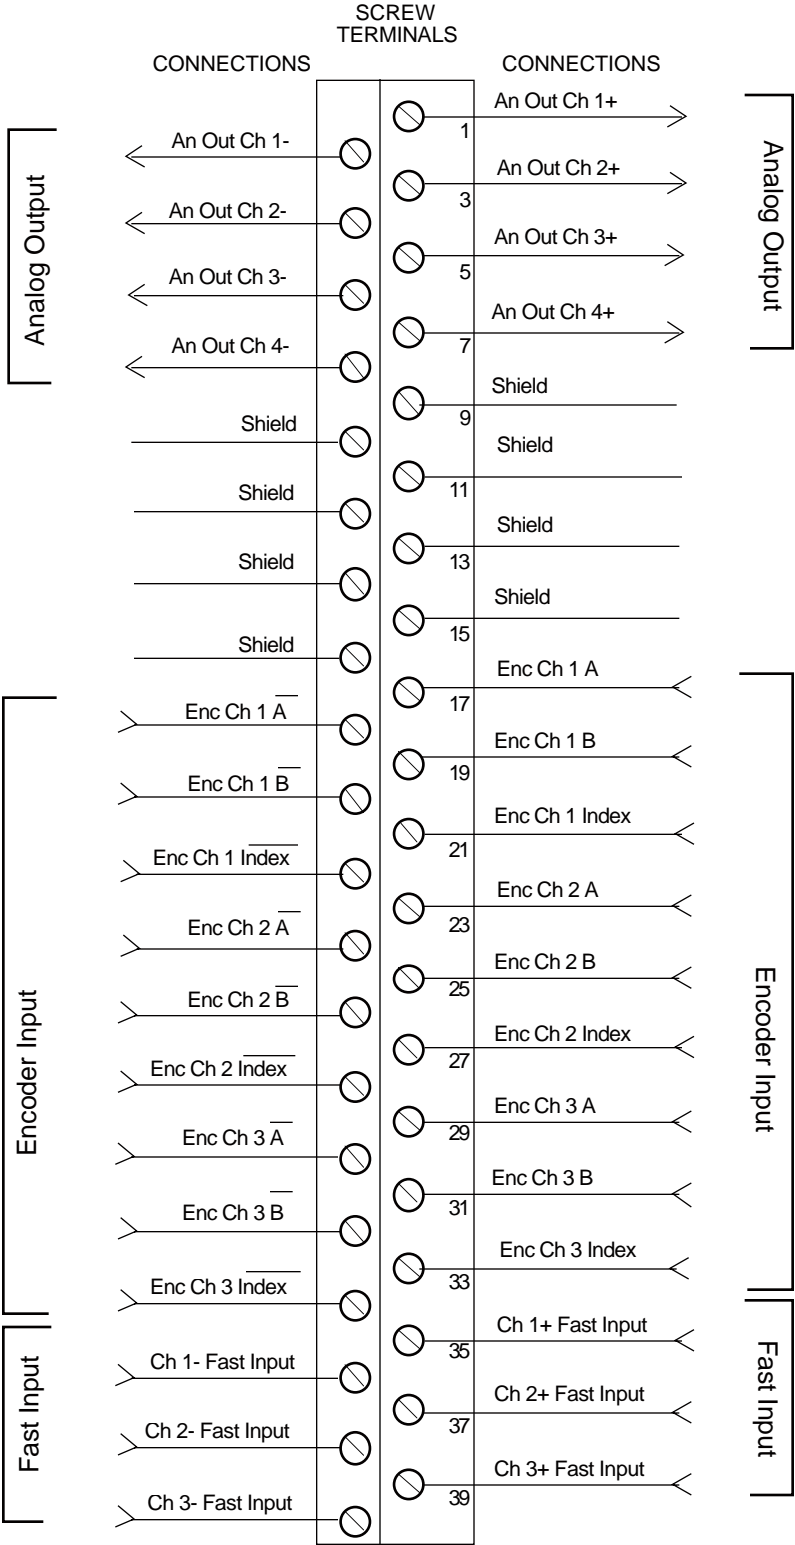 SCREW
TERMINALS
CONNECTIONS
CONNECTIONS
An Out Ch 1+
1
An Out Ch 1-
An Out Ch 2+
3
An Out Ch 2-
An Out Ch 3+
5
An Out Ch 3-
An Out Ch 4+
7
An Out Ch 4-
Analog Output
Analog Output
Shield
9
Shield
Shield
11
Shield
Shield
13
Shield
Shield
15
Shield
Enc Ch 1 A
17
Enc Ch 1 A̅
Enc Ch 1 B
19
Enc Ch 1 B̅
Enc Ch 1 Index
21
Enc Ch 1 I̅n̅d̅e̅x̅
Enc Ch 2 A
23
Enc Ch 2 A̅
Enc Ch 2 B
25
Enc Ch 2 B̅
Enc Ch 2 Index
27
Enc Ch 2 I̅n̅d̅e̅x̅
Enc Ch 3 A
29
Enc Ch 3 A̅
Enc Ch 3 B
31
Enc Ch 3 B̅
Enc Ch 3 Index
33
Enc Ch 3 I̅n̅d̅e̅x̅
Encoder Input
Encoder Input
Ch 1+ Fast Input
35
Ch 1- Fast Input
Ch 2+ Fast Input
37
Ch 2- Fast Input
Ch 3+ Fast Input
39
Ch 3- Fast Input
Fast Input
Fast Input